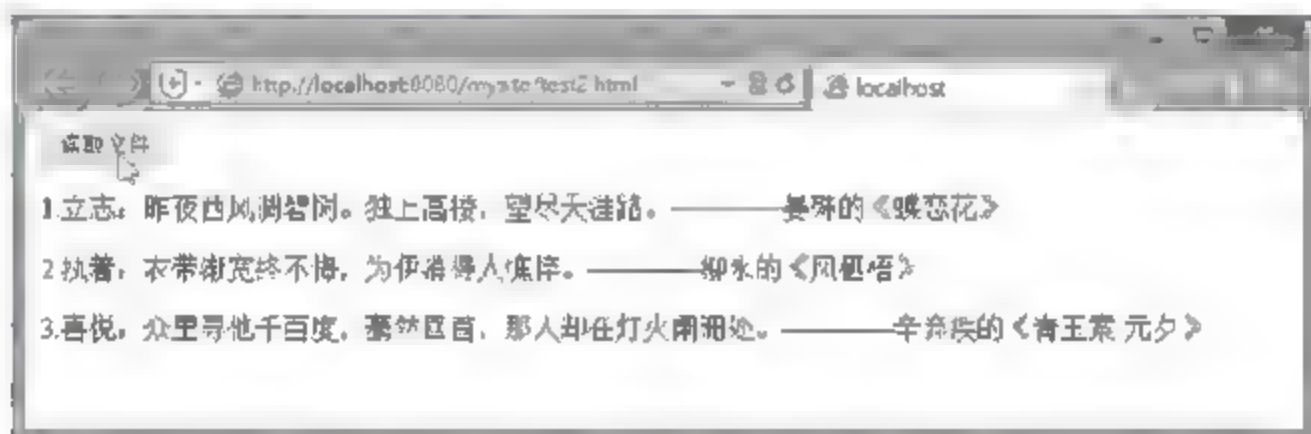 http://localhost:8080/mysite/test2.html localhost
读取文件
1.立志：昨夜西风凋碧树。独上高楼，望尽天涯路。————晏殊的《蝶恋花》
2.执着：衣带渐宽终不悔，为伊消得人憔悴。————柳永的《凤栖梧》
3.喜悦：众里寻他千百度，蓦然回首，那人却在灯火阑珊处。————辛弃疾的《青玉案 元夕》